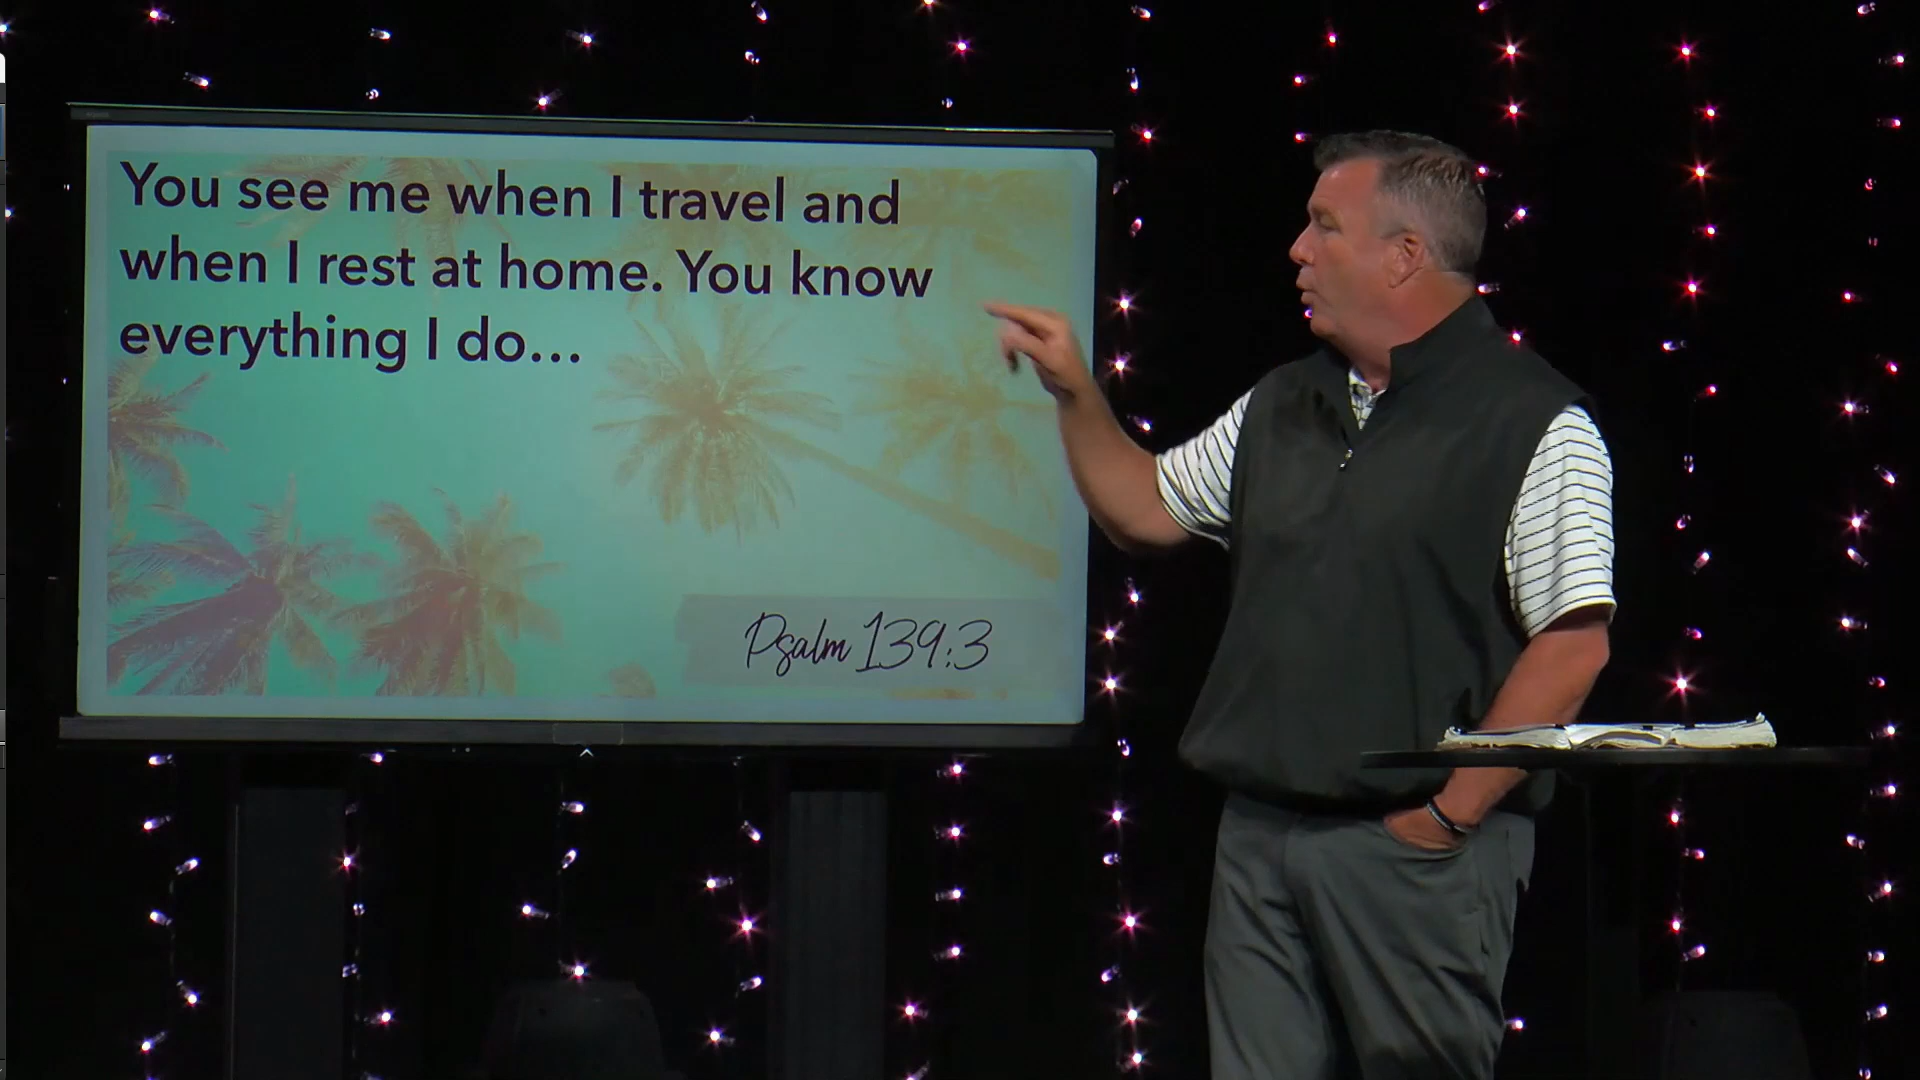 You see me when I travel and
when I rest at home. You know
everything I do...
Psalm 139:3